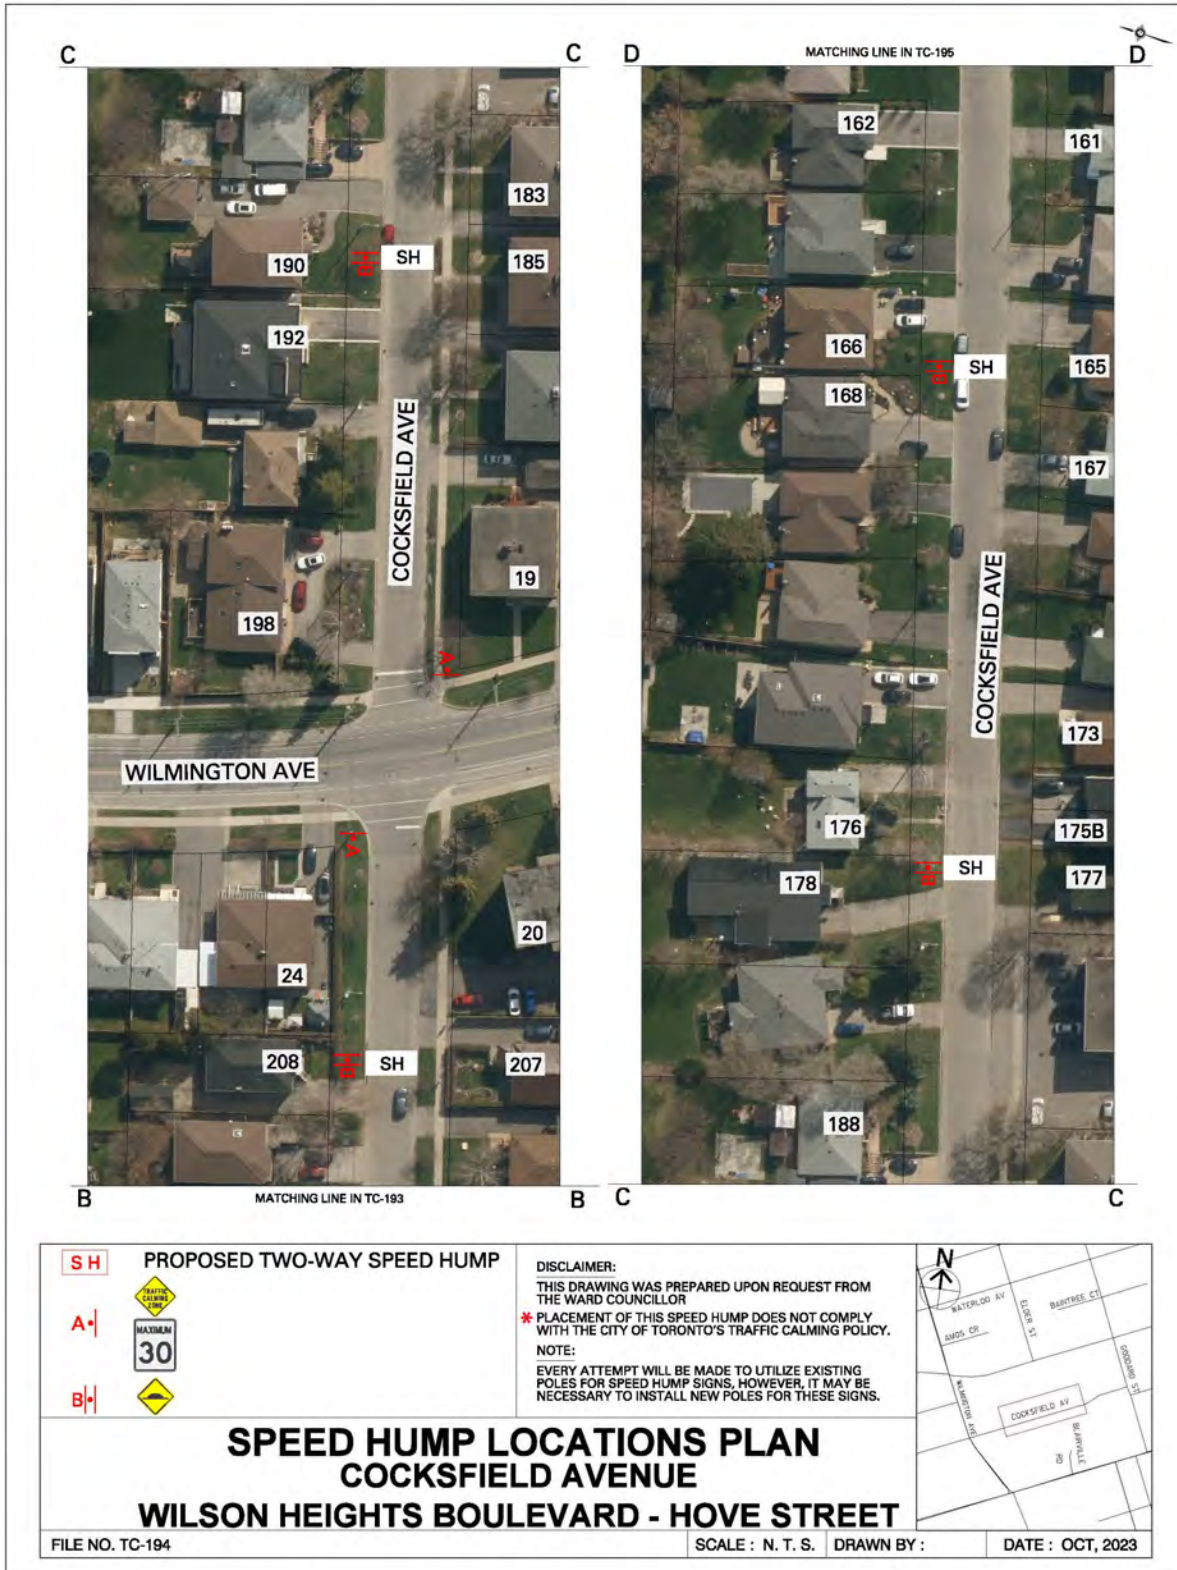 C
C
183
190
SH
185
192
COCKSFIELD AVE
19
198
A
WILMINGTON AVE
A
20
24
208
B
SH
207
B
B
MATCHING LINE IN TC-193
D
MATCHING LINE IN TC-195
D
162
161
166
B
SH
165
168
167
COCKSFIELD AVE
173
176
175B
178
B
SH
177
188
C
C
SH
PROPOSED TWO-WAY SPEED HUMP
A
TRAFFIC
CALMING
ZONE
MAXIMUM
30
B
DISCLAIMER:
THIS DRAWING WAS PREPARED UPON REQUEST FROM
THE WARD COUNCILLOR
* PLACEMENT OF THIS SPEED HUMP DOES NOT COMPLY
WITH THE CITY OF TORONTO'S TRAFFIC CALMING POLICY.
NOTE:
EVERY ATTEMPT WILL BE MADE TO UTILIZE EXISTING
POLES FOR SPEED HUMP SIGNS, HOWEVER, IT MAY BE
NECESSARY TO INSTALL NEW POLES FOR THESE SIGNS.
N
WATERLOO AV
ELDER ST
BAINTREE CT
AMOS CR
GODDARD ST
WILMINGTON AVE
COCKSFIELD AV
BLAIRVILLE
RD
SPEED HUMP LOCATIONS PLAN
COCKSFIELD AVENUE
WILSON HEIGHTS BOULEVARD - HOVE STREET
FILE NO. TC-194
SCALE : N. T. S.
DRAWN BY :
DATE : OCT, 2023